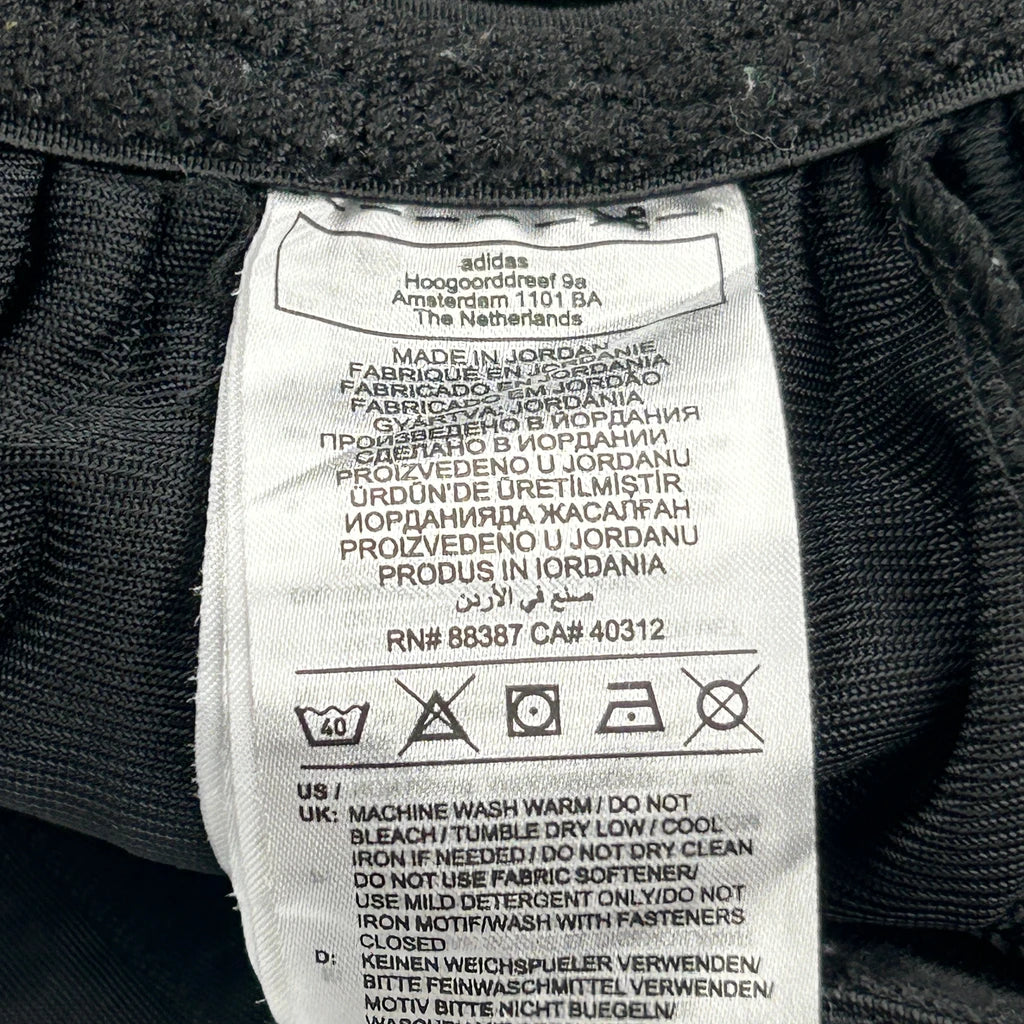 adidas
Hoogoorddreef 9a
Amsterdam 1101 BA
The Netherlands
MADE IN JORDAN
FABRIQUE EN JORDANIE
FABRICADO EN JORDANIA
FABRICADO EM JORDÃO
GYÁRTVA: JORDÁNIA
ПРОИЗВЕДЕНО В ЙОРДАНИЯ
СДЕЛАНО В ИОРДАНИИ
PROIZVEDENO U JORDANU
ÜRDÜN'DE ÜRETİLMİŞTİR
ИОРДАНИЯДА ЖАСАЛҒАН
PROIZVEDENO U JORDANU
PRODUS IN IORDANIA
صنع في الأردن
RN# 88387 CA# 40312
40
US /
UK: MACHINE WASH WARM / DO NOT
BLEACH / TUMBLE DRY LOW / COOL
IRON IF NEEDED / DO NOT DRY CLEAN
DO NOT USE FABRIC SOFTENER/
USE MILD DETERGENT ONLY/DO NOT
IRON MOTIF/WASH WITH FASTENERS
CLOSED
D: KEINEN WEICHSPUELER VERWENDEN/
BITTE FEINWASCHMITTEL VERWENDEN/
MOTIV BITTE NICHT BUEGELN/